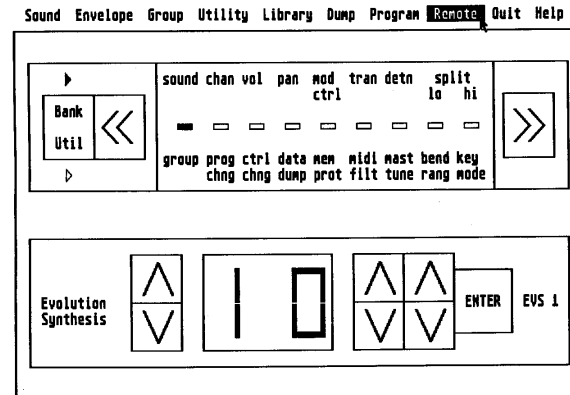 Sound Envelope Group Utility Library Dump Program Remote Quit Help
sound chan vol pan mod tran detn split
ctrl lo hi
Bank
Util
group prog ctrl data mem midi mast bend key
chng chng dump prot filt tune rang mode
Evolution
Synthesis
10
ENTER
EVS 1